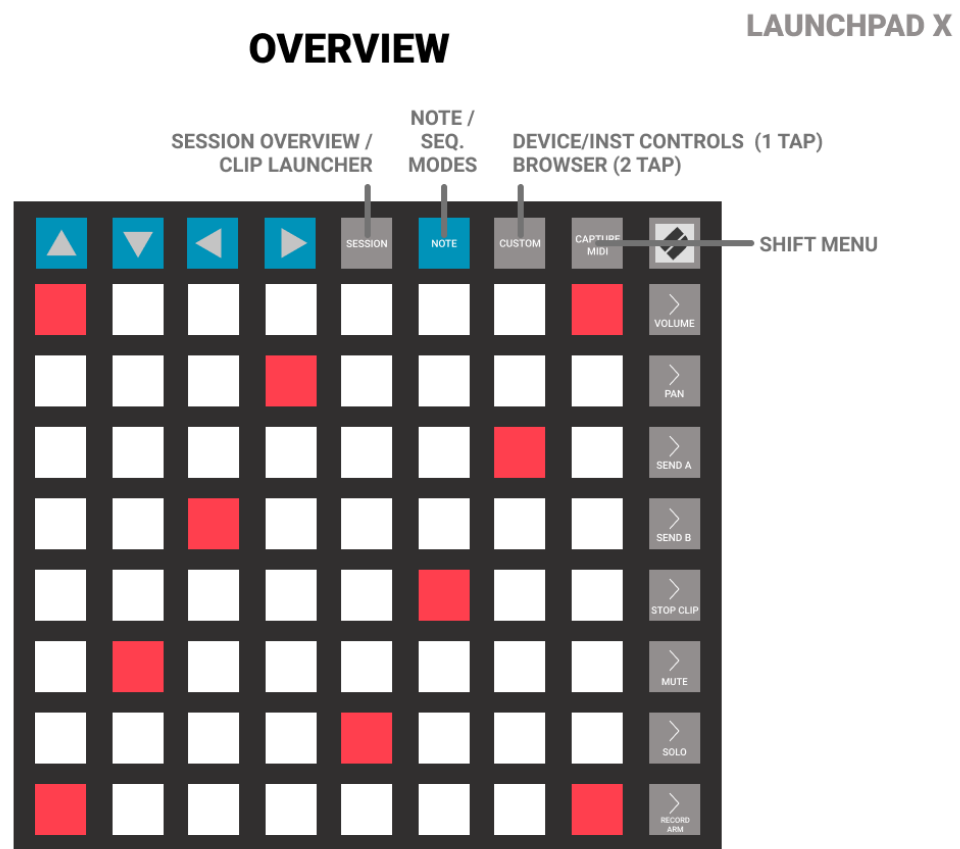 LAUNCHPAD X
OVERVIEW
SESSION OVERVIEW /
CLIP LAUNCHER
NOTE /
SEQ.
MODES
DEVICE/INST CONTROLS (1 TAP)
BROWSER (2 TAP)
SESSION
NOTE
CUSTOM
CAPTURE
MIDI
SHIFT MENU
VOLUME
PAN
SEND A
SEND B
STOP CLIP
MUTE
SOLO
RECORD
ARM